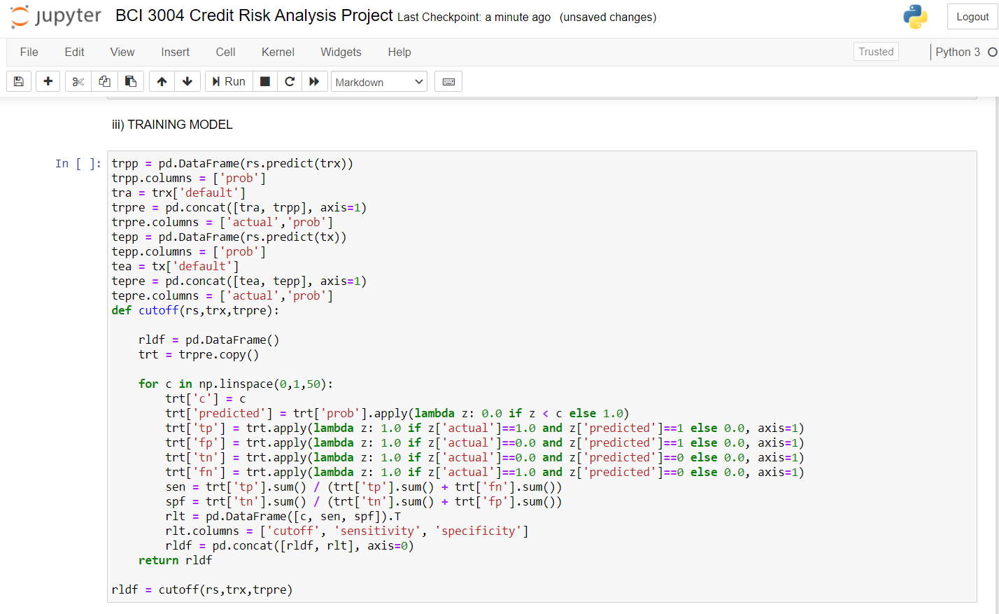 jupyter BCI 3004 Credit Risk Analysis Project Last Checkpoint: a minute ago (unsaved changes) Logout
File Edit View Insert Cell Kernel Widgets Help Trusted Python 3
Run Markdown
iii) TRAINING MODEL
In [ ]: trpp = pd.DataFrame(rs.predict(trx))
trpp.columns = ['prob']
tra = trx['default']
trpre = pd.concat([tra, trpp], axis=1)
trpre.columns = ['actual','prob']
tepp = pd.DataFrame(rs.predict(tx))
tepp.columns = ['prob']
tea = tx['default']
tepre = pd.concat([tea, tepp], axis=1)
tepre.columns = ['actual','prob']
def cutoff(rs,trx,trpre):
    rldf = pd.DataFrame()
    trt = trpre.copy()
    for c in np.linspace(0,1,50):
        trt['c'] = c
        trt['predicted'] = trt['prob'].apply(lambda z: 0.0 if z < c else 1.0)
        trt['tp'] = trt.apply(lambda z: 1.0 if z['actual']==1.0 and z['predicted']==1 else 0.0, axis=1)
        trt['fp'] = trt.apply(lambda z: 1.0 if z['actual']==0.0 and z['predicted']==1 else 0.0, axis=1)
        trt['tn'] = trt.apply(lambda z: 1.0 if z['actual']==0.0 and z['predicted']==0 else 0.0, axis=1)
        trt['fn'] = trt.apply(lambda z: 1.0 if z['actual']==1.0 and z['predicted']==0 else 0.0, axis=1)
        sen = trt['tp'].sum() / (trt['tp'].sum() + trt['fn'].sum())
        spf = trt['tn'].sum() / (trt['tn'].sum() + trt['fp'].sum())
        rlt = pd.DataFrame([c, sen, spf]).T
        rlt.columns = ['cutoff', 'sensitivity', 'specificity']
        rldf = pd.concat([rldf, rlt], axis=0)
    return rldf
rldf = cutoff(rs,trx,trpre)